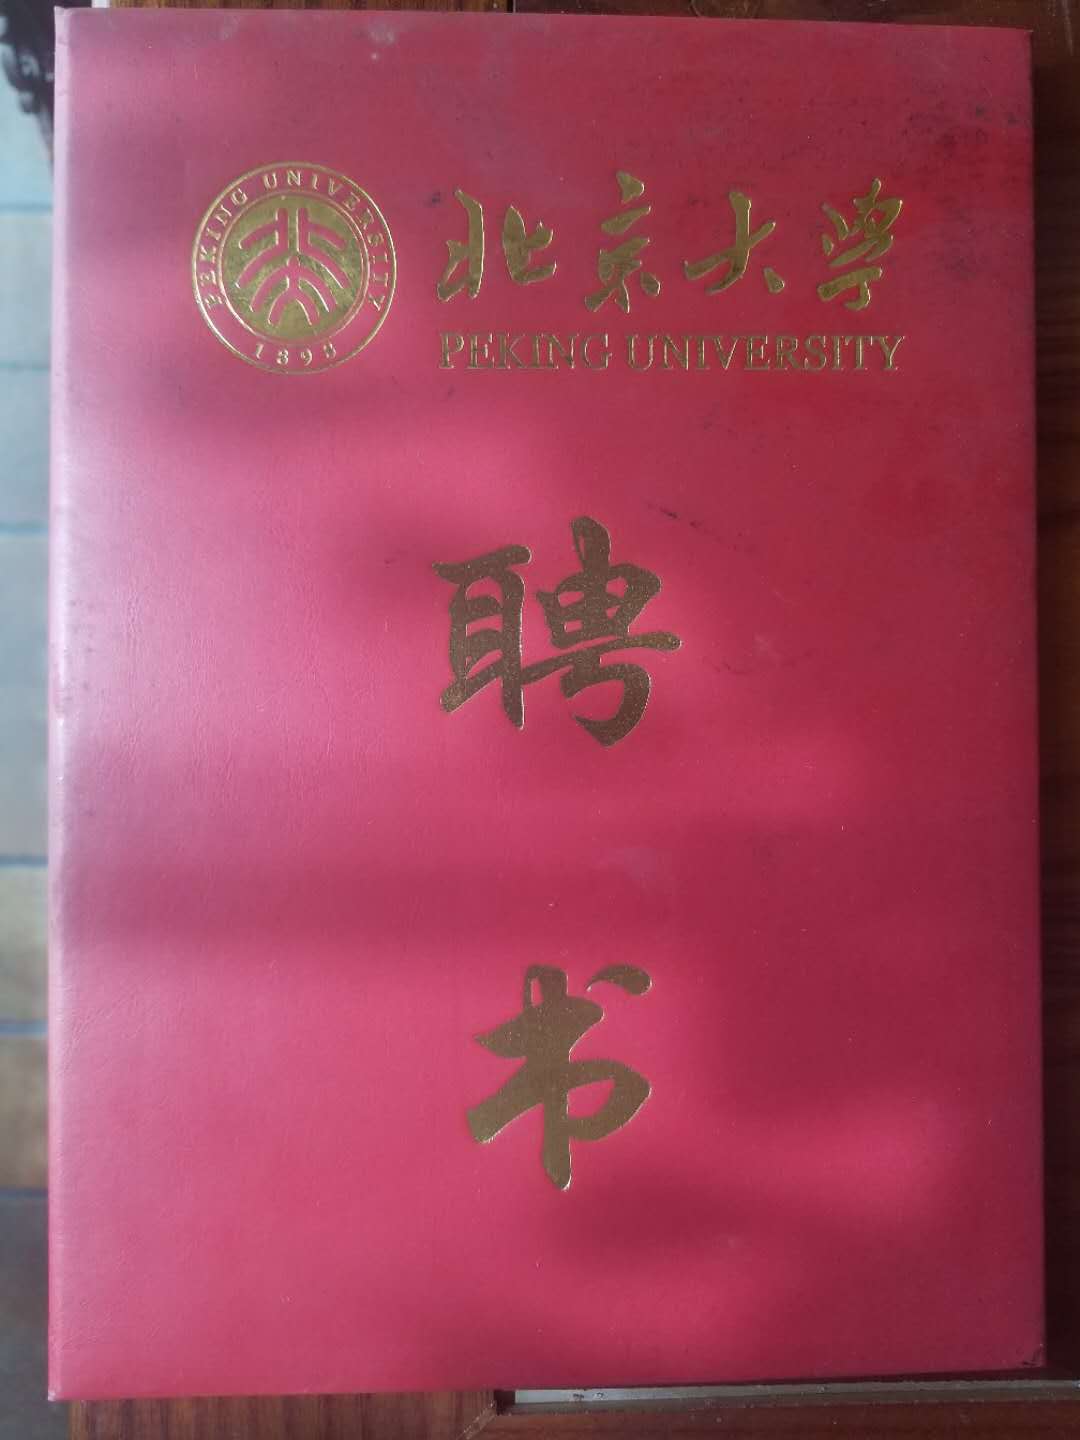 PEKING UNIVERSITY
1898
北京大学
PEKING UNIVERSITY
聘
书